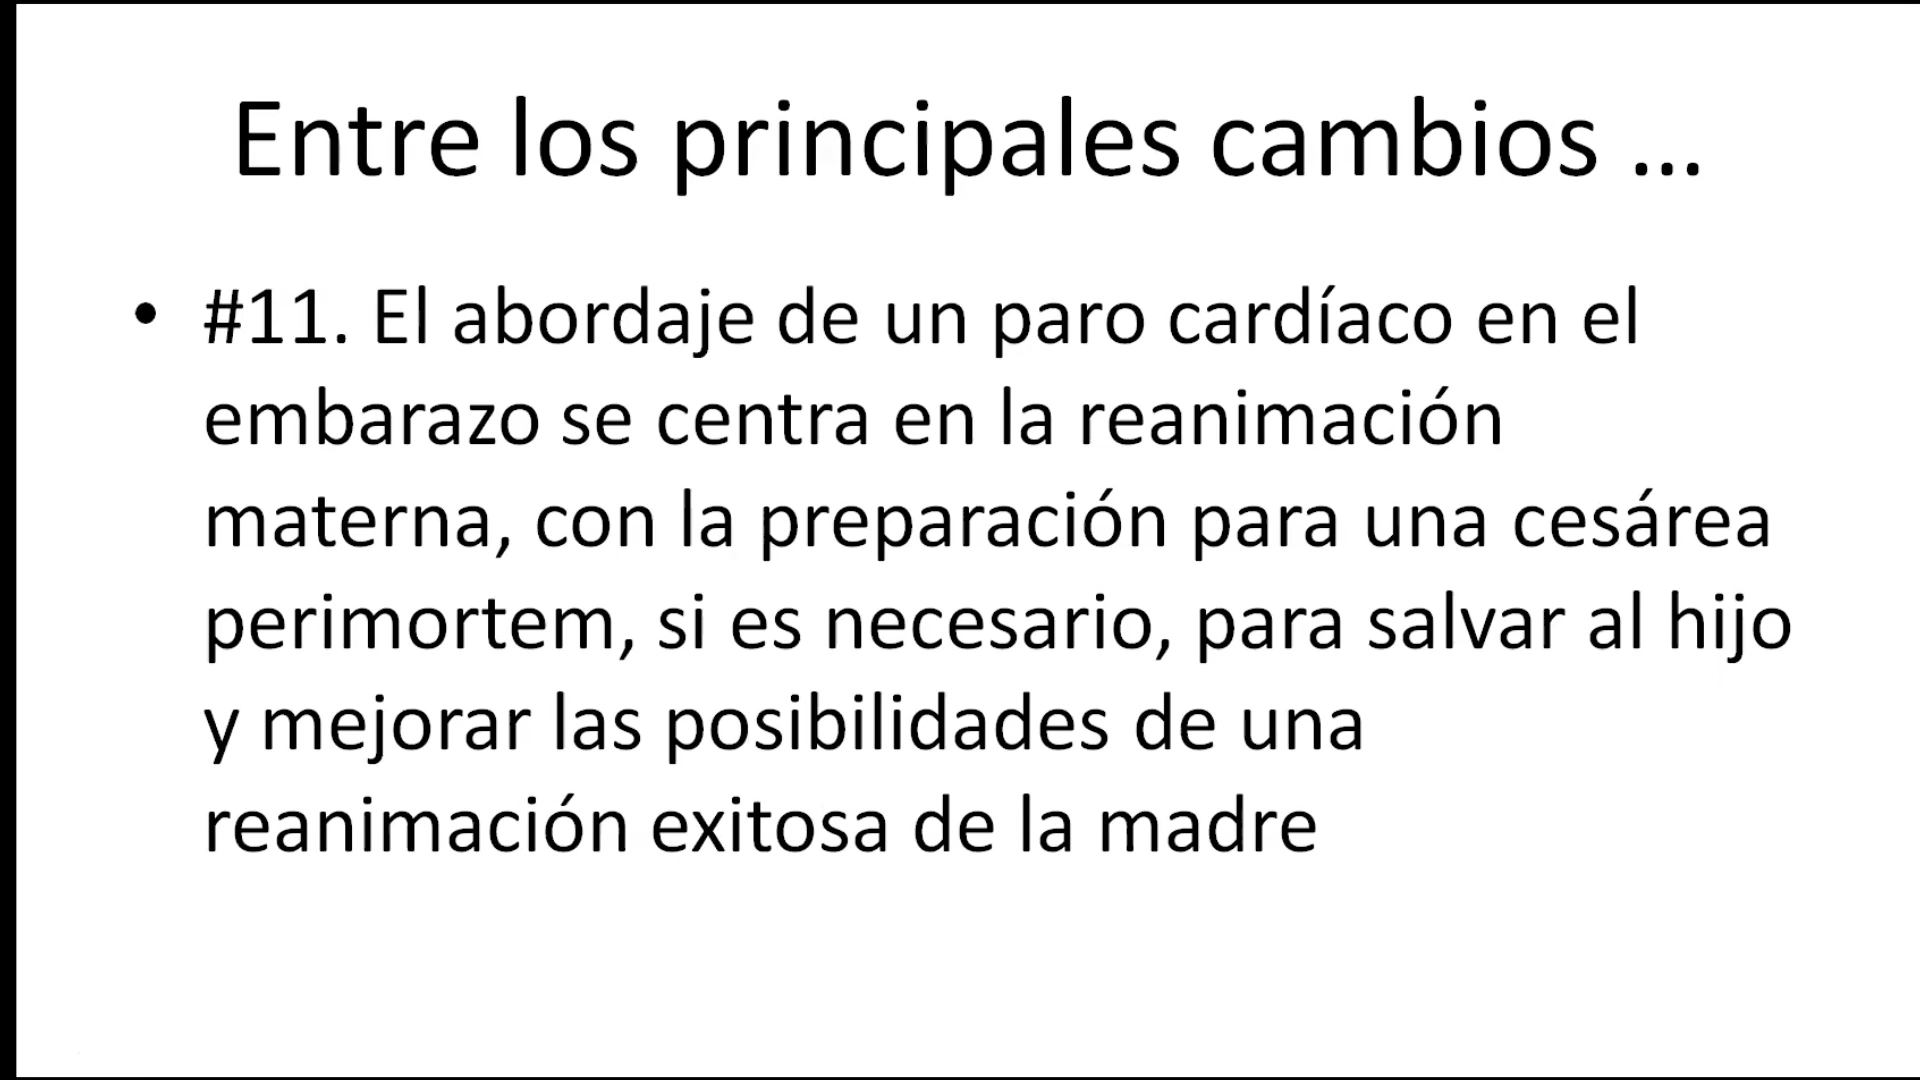 Entre los principales cambios ...
• #11. El abordaje de un paro cardíaco en el
embarazo se centra en la reanimación
materna, con la preparación para una cesárea
perimortem, si es necesario, para salvar al hijo
y mejorar las posibilidades de una
reanimación exitosa de la madre